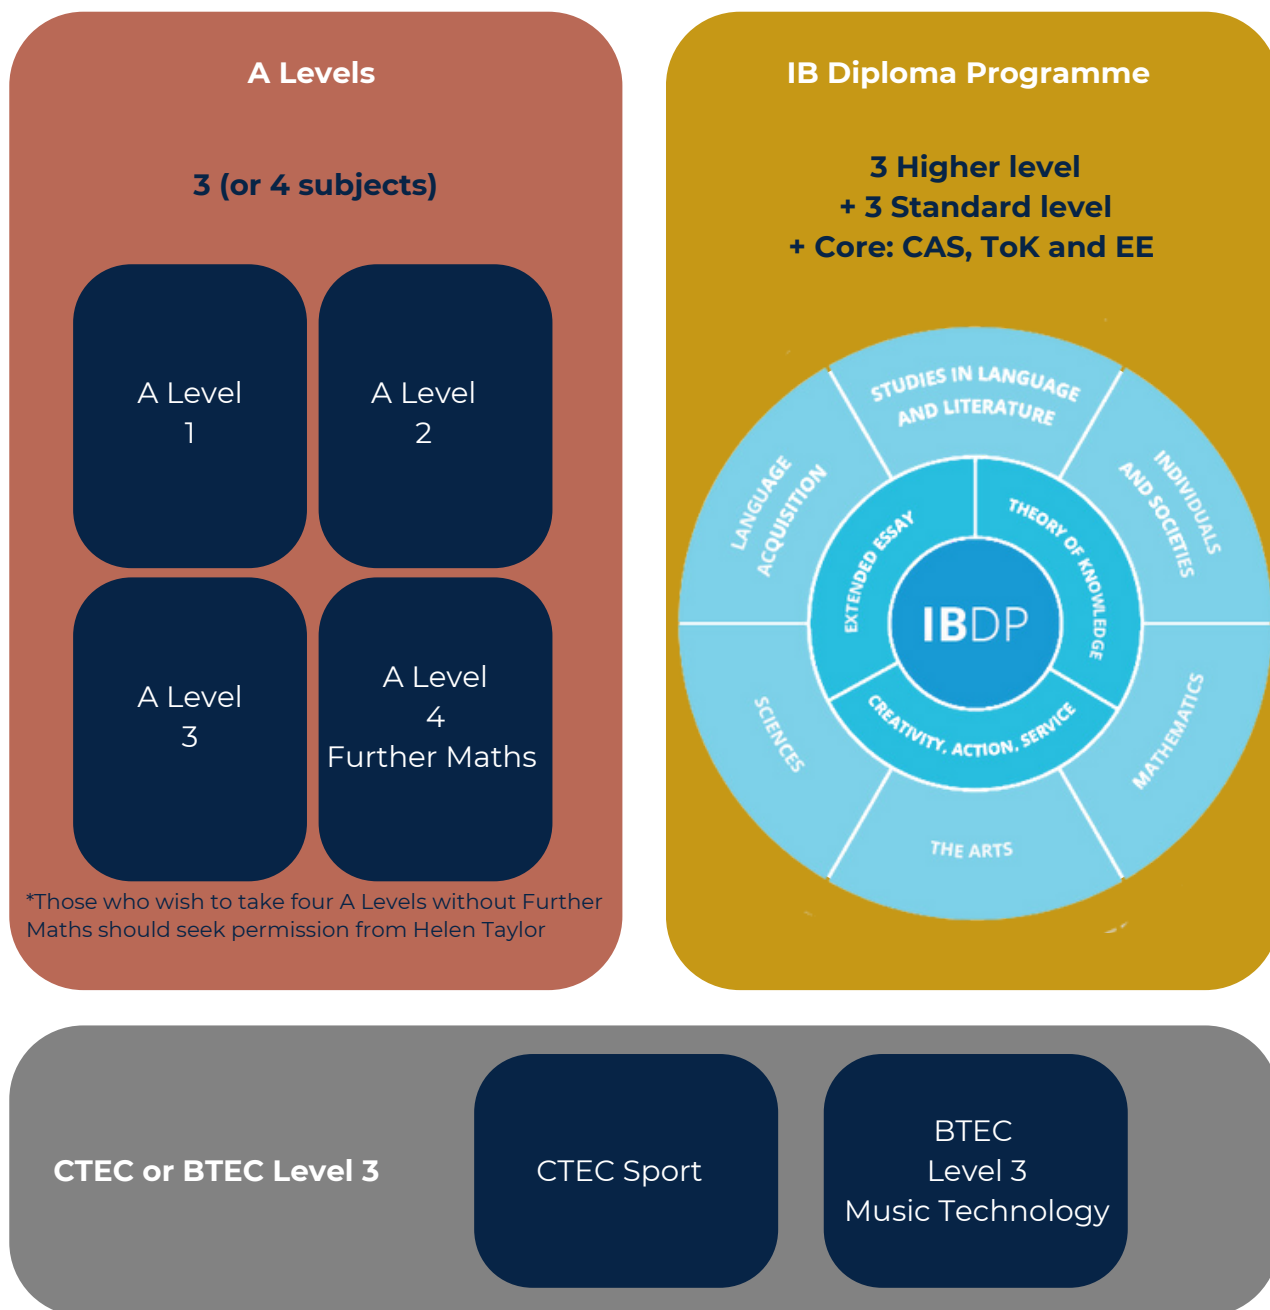 A Levels
3 (or 4 subjects)
A Level
1
A Level
2
A Level
3
A Level
4
Further Maths
*Those who wish to take four A Levels without Further
Maths should seek permission from Helen Taylor
IB Diploma Programme
3 Higher level
+ 3 Standard level
+ Core: CAS, ToK and EE
STUDIES IN LANGUAGE
AND LITERATURE
INDIVIDUALS
AND SOCIETIES
MATHEMATICS
THE ARTS
SCIENCES
LANGUAGE
ACQUISITION
EXTENDED ESSAY
THEORY OF KNOWLEDGE
CREATIVITY, ACTION, SERVICE
IBDP
CTEC or BTEC Level 3
CTEC Sport
BTEC
Level 3
Music Technology